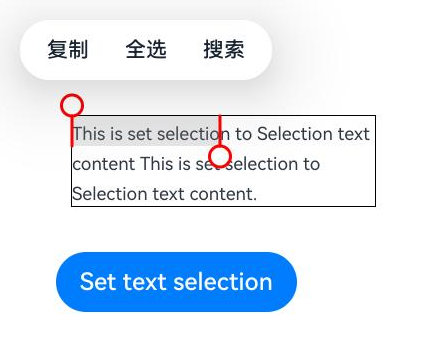 复制 全选 搜索
This is set selection to Selection text
content This is set selection to
Selection text content.
Set text selection